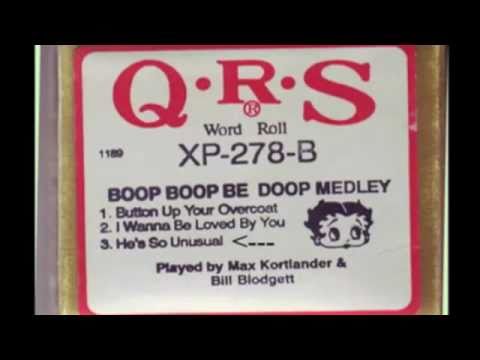 Q·R·S
®
Word Roll
1189
XP-278-B
BOOP BOOP BE DOOP MEDLEY
1. Button Up Your Overcoat
2. I Wanna Be Loved By You
3. He's So Unusual <---
Played by Max Kortlander &
Bill Blodgett